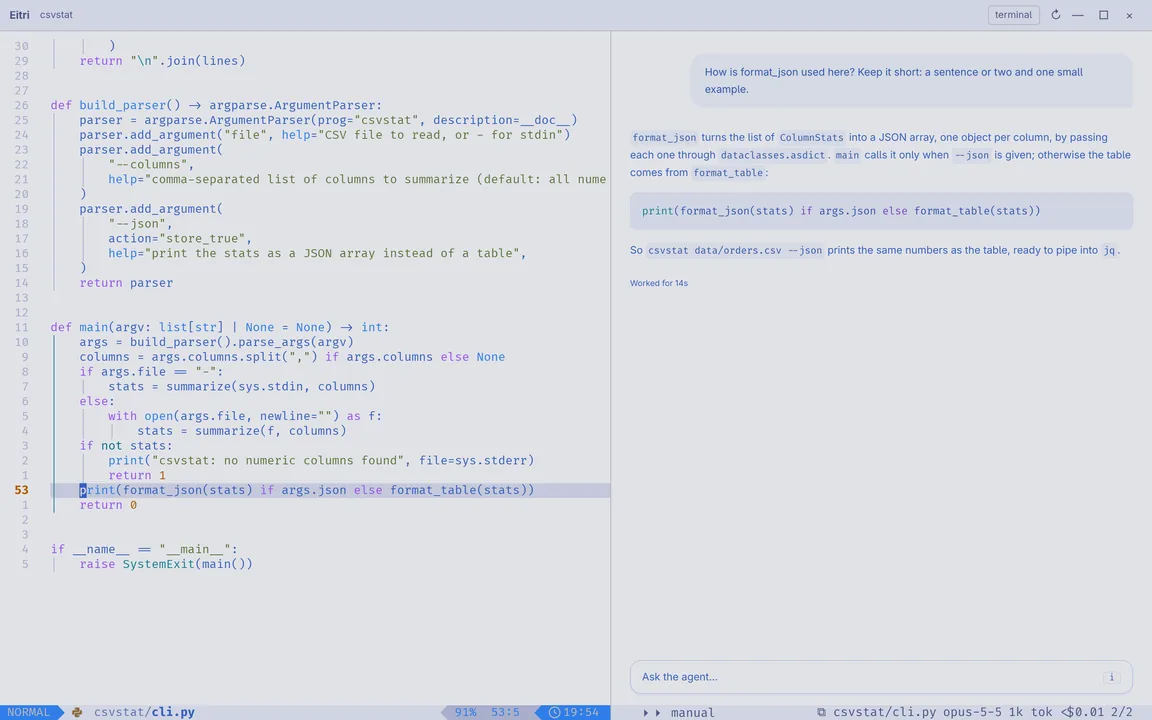 Eitri csvstat terminal
30 )
29 return "\n".join(lines)
28
27
26 def build_parser() -> argparse.ArgumentParser:
25 parser = argparse.ArgumentParser(prog="csvstat", description=__doc__)
24 parser.add_argument("file", help="CSV file to read, or - for stdin")
23 parser.add_argument(
22 "--columns",
21 help="comma-separated list of columns to summarize (default: all nume
20 )
19 parser.add_argument(
18 "--json",
17 action="store_true",
16 help="print the stats as a JSON array instead of a table",
15 )
14 return parser
13
12
11 def main(argv: list[str] | None = None) -> int:
10 args = build_parser().parse_args(argv)
9 columns = args.columns.split(",") if args.columns else None
8 if args.file == "-":
7 stats = summarize(sys.stdin, columns)
6 else:
5 with open(args.file, newline="") as f:
4 stats = summarize(f, columns)
3 if not stats:
2 print("csvstat: no numeric columns found", file=sys.stderr)
1 return 1
53 print(format_json(stats) if args.json else format_table(stats))
1 return 0
2
3
4 if __name__ == "__main__":
5 raise SystemExit(main())
NORMAL csvstat/cli.py 91% 53:5 19:54
How is format_json used here? Keep it short: a sentence or two and one small
example.
format_json turns the list of ColumnStats into a JSON array, one object per column, by passing
each one through dataclasses.asdict. main calls it only when --json is given; otherwise the table
comes from format_table:
print(format_json(stats) if args.json else format_table(stats))
So csvstat data/orders.csv --json prints the same numbers as the table, ready to pipe into jq.
Worked for 14s
Ask the agent...
i
manual csvstat/cli.py opus-5-5 1k tok <$0.01 2/2